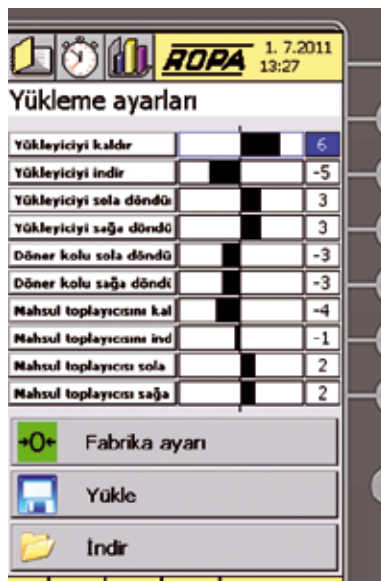 ROPA
1. 7.2011
13:27
Yükleme ayarları
Yükleyiciyi kaldır 6
Yükleyiciyi indir -5
Yükleyiciyi sola döndü 3
Yükleyiciyi sağa döndü 3
Döner kolu sola döndü -3
Döner kolu sağa döndü -3
Mahsul toplayıcısını kal -4
Mahsul toplayıcısını ind -1
Mahsul toplayıcısı sola 2
Mahsul toplayıcısı sağa 2
→0← Fabrika ayarı
Yükle
İndir